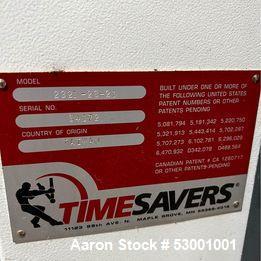 MODEL
SERIAL NO.
COUNTRY OF ORIGIN
BUILT UNDER ONE OR MORE OF
THE FOLLOWING UNITED STATES
PATENT NUMBERS OR OTHER
PATENTS PENDING
5,081,794 5,191,342 5,220,750
5,321,913 5,443,414 5,702,287
5,707,273 6,102,781 6,296,029
6,470,932 D342,078 D489,564
CANADIAN PATENT # CA 1260717
OR OTHER PATENTS PENDING
TIMESAVERS
11123 89th AVE. N. MAPLE GROVE, MN
Aaron Stock # 53001001